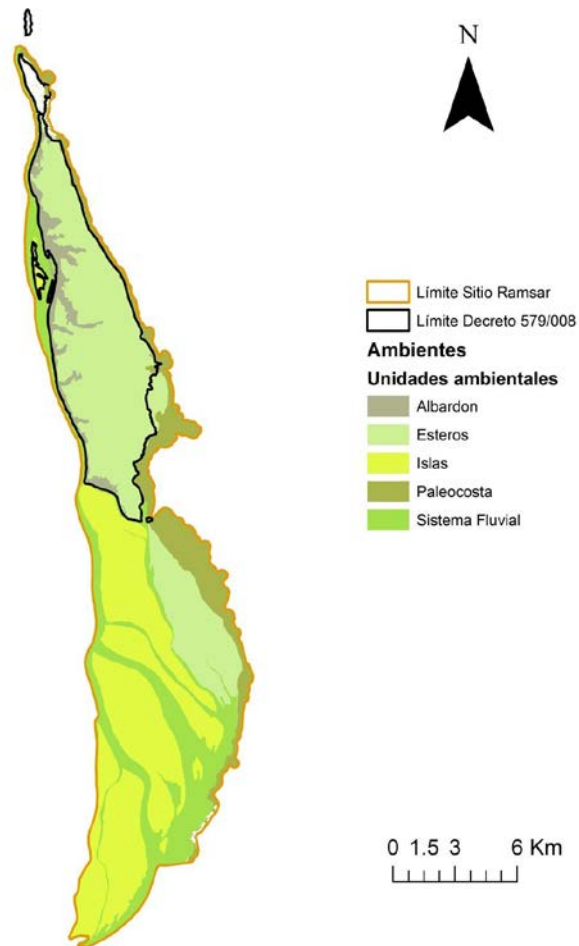 N
Límite Sitio Ramsar
Límite Decreto 579/008
Ambientes
Unidades ambientales
Albardon
Esteros
Islas
Paleocosta
Sistema Fluvial
0 1.5 3 6 Km